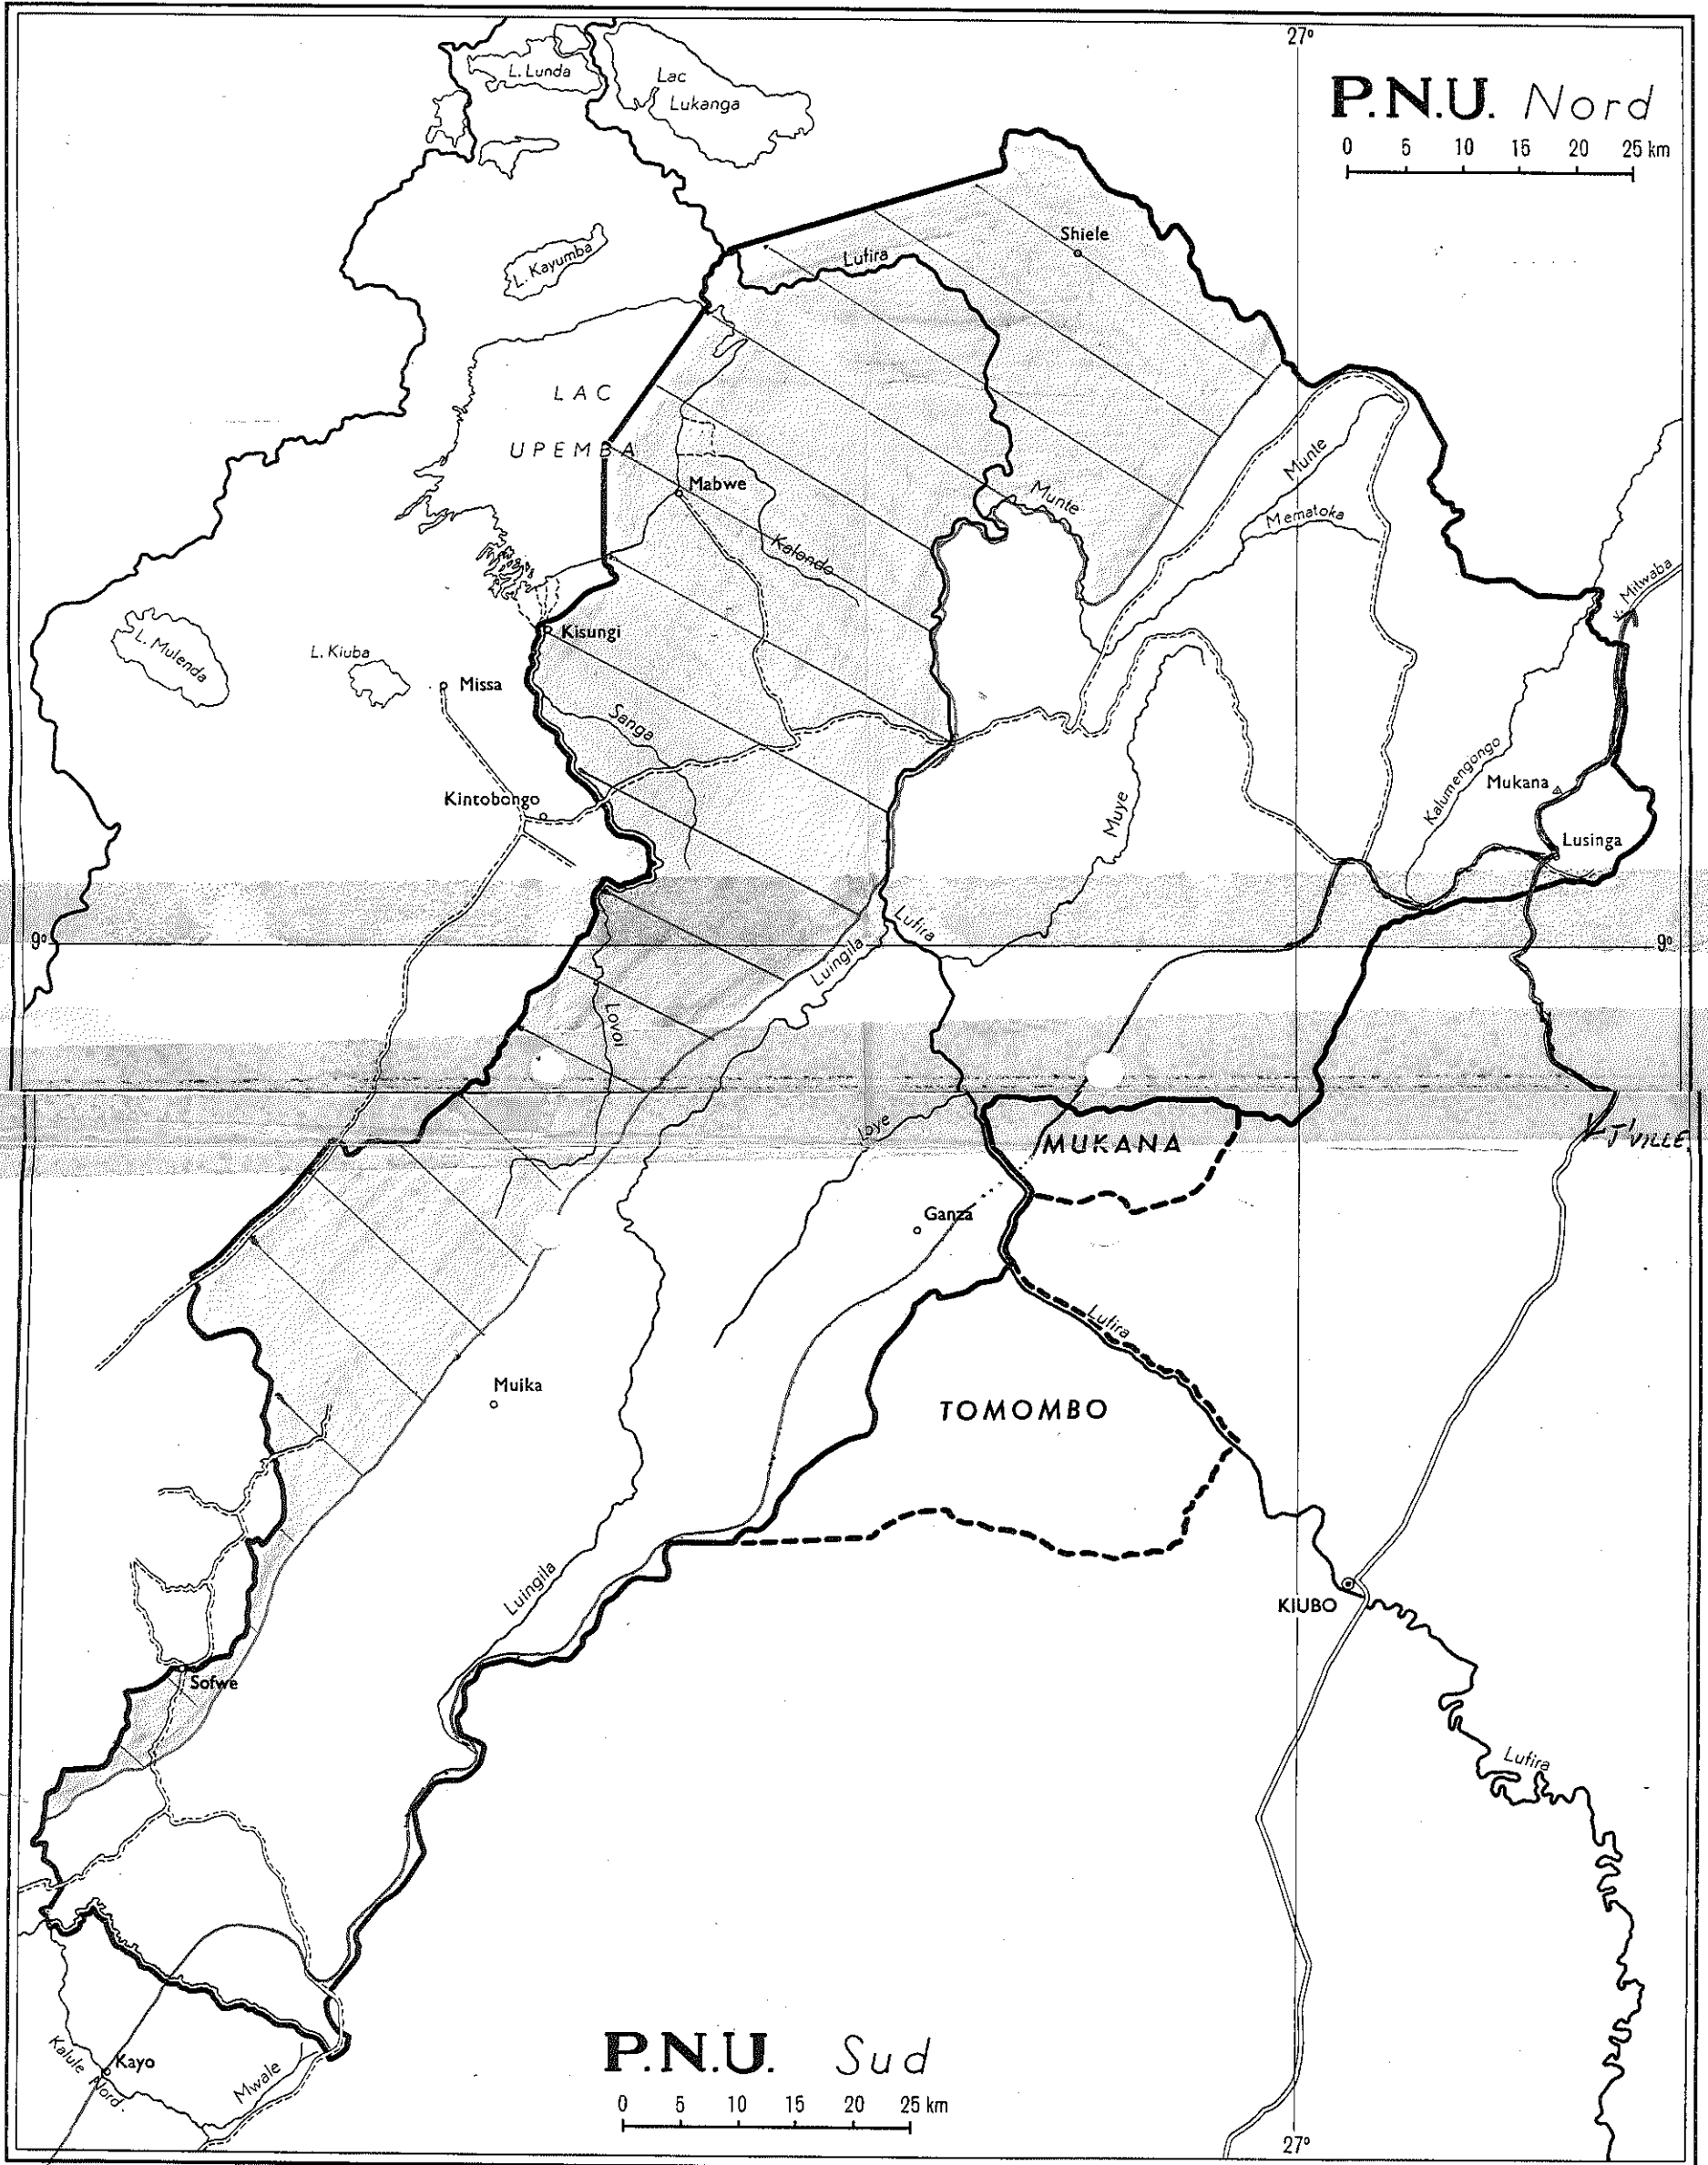 27°
P.N.U. Nord
0 5 10 15 20 25 km
L. Lunda
Lac
Lukanga
Shiele
L. Kayumba
Lufira
LAC
UPEMBA
Munte
Mabwe
Munte
Mematoka
Kalondo
Milwaba
Kisungi
L. Mulenda
L. Kiuba
Missa
Sanga
Kalumengongo
Mukana
Kintobongo
Muye
Lusinga
9°
Lufira
9°
Luingila
Lovoi
Loye
MUKANA
J'VILLE
Ganza
Lufira
Muika
TOMOMBO
Luingila
KIUBO
Sofwe
Lufira
P.N.U. Sud
Kalule Nord.
Kayo
Mwale
0 5 10 15 20 25 km
27°